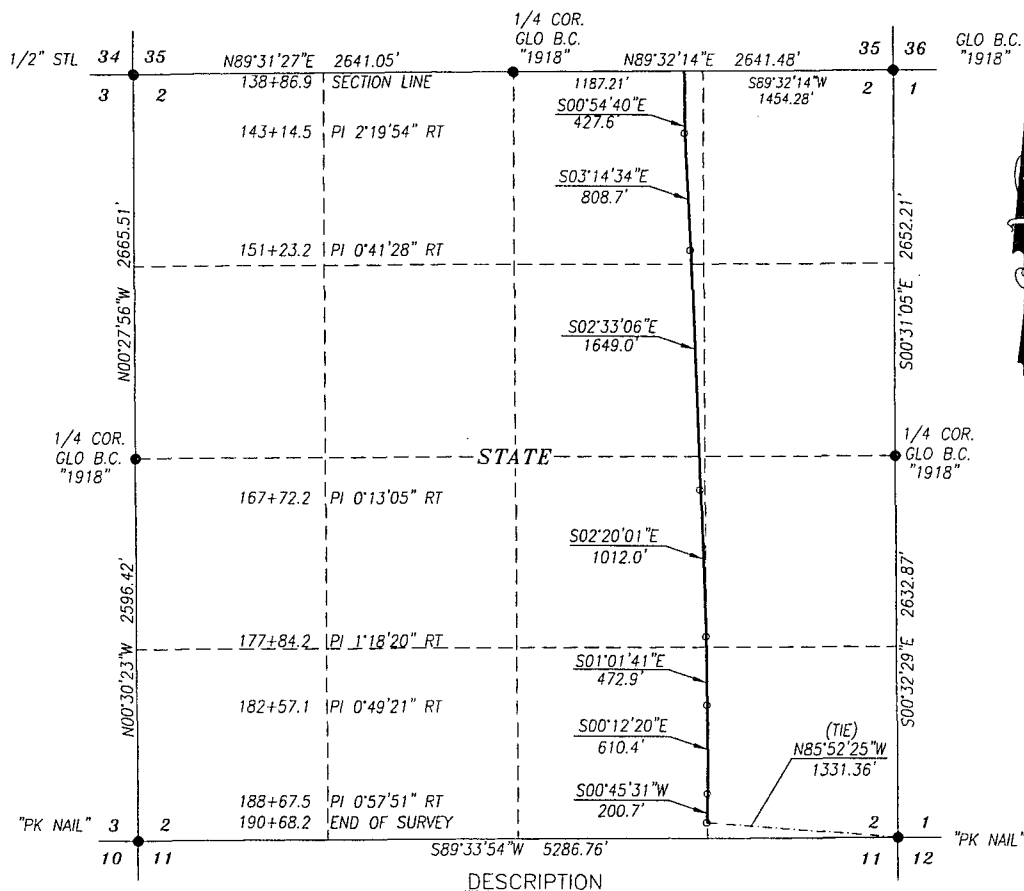 1/4 COR.
GLO B.C.
"1918"
1/2" STL
34 35
35 36
GLO B.C.
"1918"
N89°31'27"E 2641.05'
N89°32'14"E 2641.48'
3 2
138+86.9 SECTION LINE
1187.21'
S89°32'14"W
1454.28'
2 1
S00°54'40"E
427.6'
143+14.5 PI 2°19'54" RT
S03°14'34"E
808.7'
N00°27'56"W 2665.51'
S00°31'05"E 2652.21'
151+23.2 PI 0°41'28" RT
S02°33'06"E
1649.0'
1/4 COR.
GLO B.C.
"1918"
STATE
1/4 COR.
GLO B.C.
"1918"
167+72.2 PI 0°13'05" RT
S02°20'01"E
1012.0'
N00°30'23"W 2596.42'
S00°32'29"E 2632.87'
177+84.2 PI 1°18'20" RT
S01°01'41"E
472.9'
182+57.1 PI 0°49'21" RT
S00°12'20"E
610.4'
(TIE)
N85°52'25"W
1331.36'
188+67.5 PI 0°57'51" RT
S00°45'31"W
200.7'
190+68.2 END OF SURVEY
"PK NAIL"
3 2
2 1
"PK NAIL"
10 11
S89°33'54"W 5286.76'
11 12
DESCRIPTION